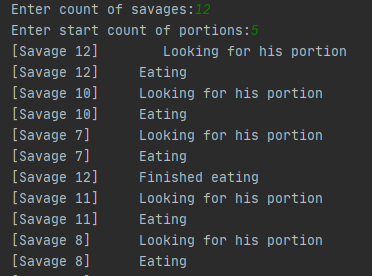 Enter count of savages:12
Enter start count of portions:5
[Savage 12] Looking for his portion
[Savage 12] Eating
[Savage 10] Looking for his portion
[Savage 10] Eating
[Savage 7] Looking for his portion
[Savage 7] Eating
[Savage 12] Finished eating
[Savage 11] Looking for his portion
[Savage 11] Eating
[Savage 8] Looking for his portion
[Savage 8] Eating